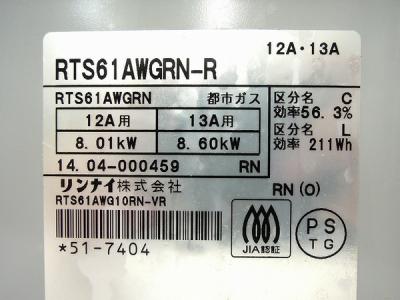 12A・13A
RTS61AWGRN-R
RTS61AWGRN 都市ガス
12A用 13A用
8.01kW 8.60kW
区分名 C
効率56.3%
区分名 L
効率 211Wh
14.04-000459 RN
リンナイ株式会社
RN(O)
RTS61AWG10RN-VR
*51-7404
JIA認証
PS
TG